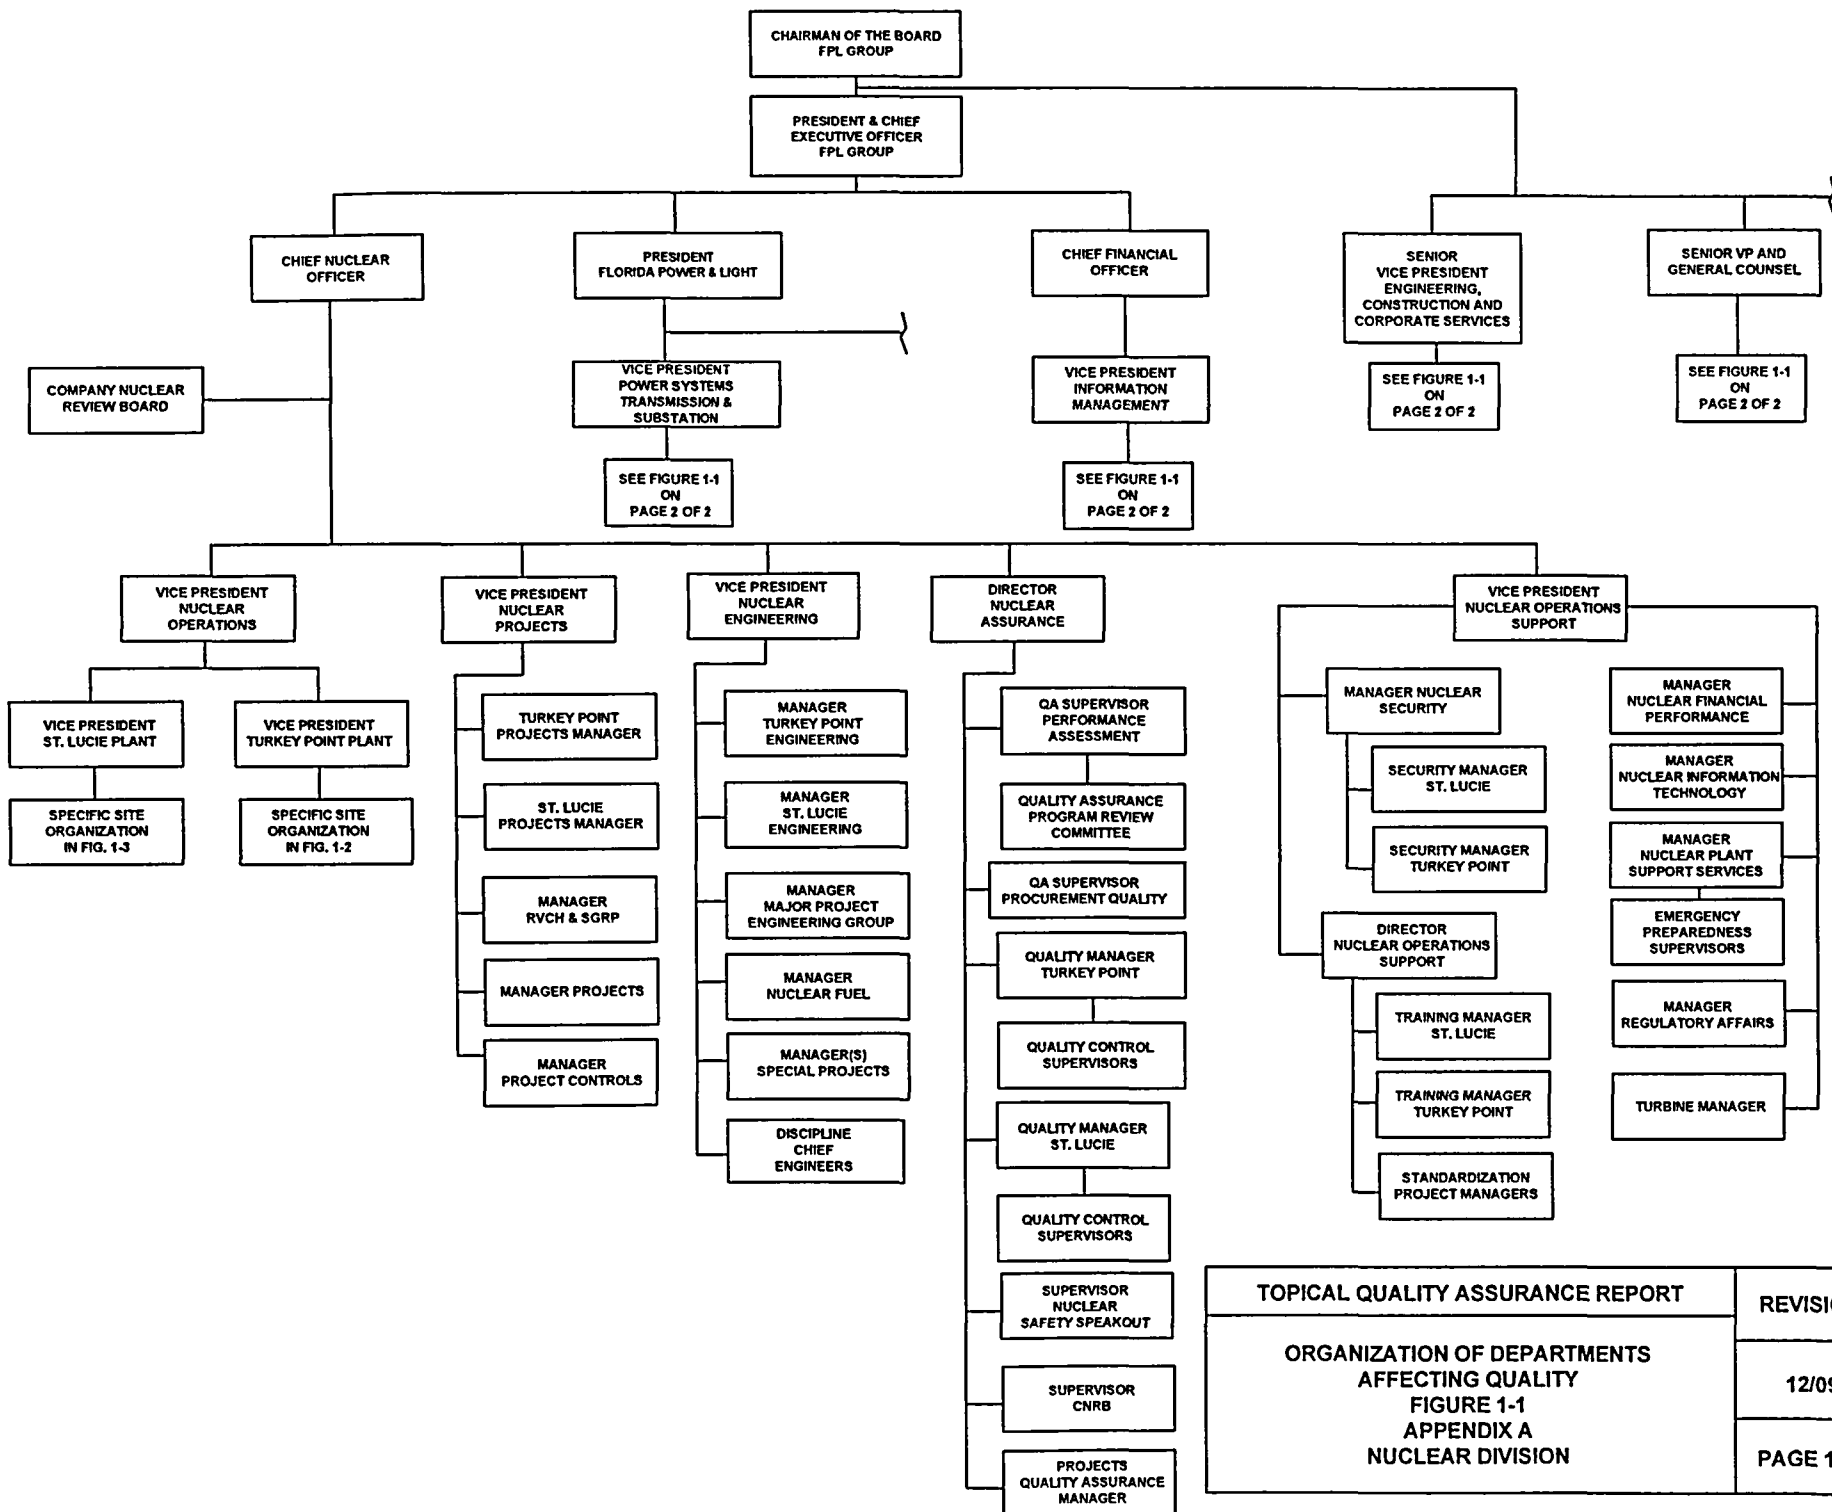 CHAIRMAN OF THE BOARD
FPL GROUP
PRESIDENT & CHIEF
EXECUTIVE OFFICER
FPL GROUP
CHIEF NUCLEAR
OFFICER
PRESIDENT
FLORIDA POWER & LIGHT
CHIEF FINANCIAL
OFFICER
SENIOR
VICE PRESIDENT
ENGINEERING,
CONSTRUCTION AND
CORPORATE SERVICES
SENIOR VP AND
GENERAL COUNSEL
COMPANY NUCLEAR
REVIEW BOARD
VICE PRESIDENT
POWER SYSTEMS
TRANSMISSION &
SUBSTATION
VICE PRESIDENT
INFORMATION
MANAGEMENT
SEE FIGURE 1-1
ON
PAGE 2 OF 2
SEE FIGURE 1-1
ON
PAGE 2 OF 2
SEE FIGURE 1-1
ON
PAGE 2 OF 2
SEE FIGURE 1-1
ON
PAGE 2 OF 2
VICE PRESIDENT
NUCLEAR
OPERATIONS
VICE PRESIDENT
NUCLEAR
PROJECTS
VICE PRESIDENT
NUCLEAR
ENGINEERING
DIRECTOR
NUCLEAR
ASSURANCE
VICE PRESIDENT
NUCLEAR OPERATIONS
SUPPORT
VICE PRESIDENT
ST. LUCIE PLANT
VICE PRESIDENT
TURKEY POINT PLANT
SPECIFIC SITE
ORGANIZATION
IN FIG. 1-3
SPECIFIC SITE
ORGANIZATION
IN FIG. 1-2
TURKEY POINT
PROJECTS MANAGER
ST. LUCIE
PROJECTS MANAGER
MANAGER
RVCH & SGRP
MANAGER PROJECTS
MANAGER
PROJECT CONTROLS
MANAGER
TURKEY POINT
ENGINEERING
MANAGER
ST. LUCIE
ENGINEERING
MANAGER
MAJOR PROJECT
ENGINEERING GROUP
MANAGER
NUCLEAR FUEL
MANAGER(S)
SPECIAL PROJECTS
DISCIPLINE
CHIEF
ENGINEERS
QA SUPERVISOR
PERFORMANCE
ASSESSMENT
QUALITY ASSURANCE
PROGRAM REVIEW
COMMITTEE
QA SUPERVISOR
PROCUREMENT QUALITY
QUALITY MANAGER
TURKEY POINT
QUALITY CONTROL
SUPERVISORS
QUALITY MANAGER
ST. LUCIE
QUALITY CONTROL
SUPERVISORS
SUPERVISOR
NUCLEAR
SAFETY SPEAKOUT
SUPERVISOR
CNRB
PROJECTS
QUALITY ASSURANCE
MANAGER
MANAGER NUCLEAR
SECURITY
SECURITY MANAGER
ST. LUCIE
SECURITY MANAGER
TURKEY POINT
DIRECTOR
NUCLEAR OPERATIONS
SUPPORT
TRAINING MANAGER
ST. LUCIE
TRAINING MANAGER
TURKEY POINT
STANDARDIZATION
PROJECT MANAGERS
MANAGER
NUCLEAR FINANCIAL
PERFORMANCE
MANAGER
NUCLEAR INFORMATION
TECHNOLOGY
MANAGER
NUCLEAR PLANT
SUPPORT SERVICES
EMERGENCY
PREPAREDNESS
SUPERVISORS
MANAGER
REGULATORY AFFAIRS
TURBINE MANAGER
TOPICAL QUALITY ASSURANCE REPORT
ORGANIZATION OF DEPARTMENTS
AFFECTING QUALITY
FIGURE 1-1
APPENDIX A
NUCLEAR DIVISION
12/09
PAGE 1